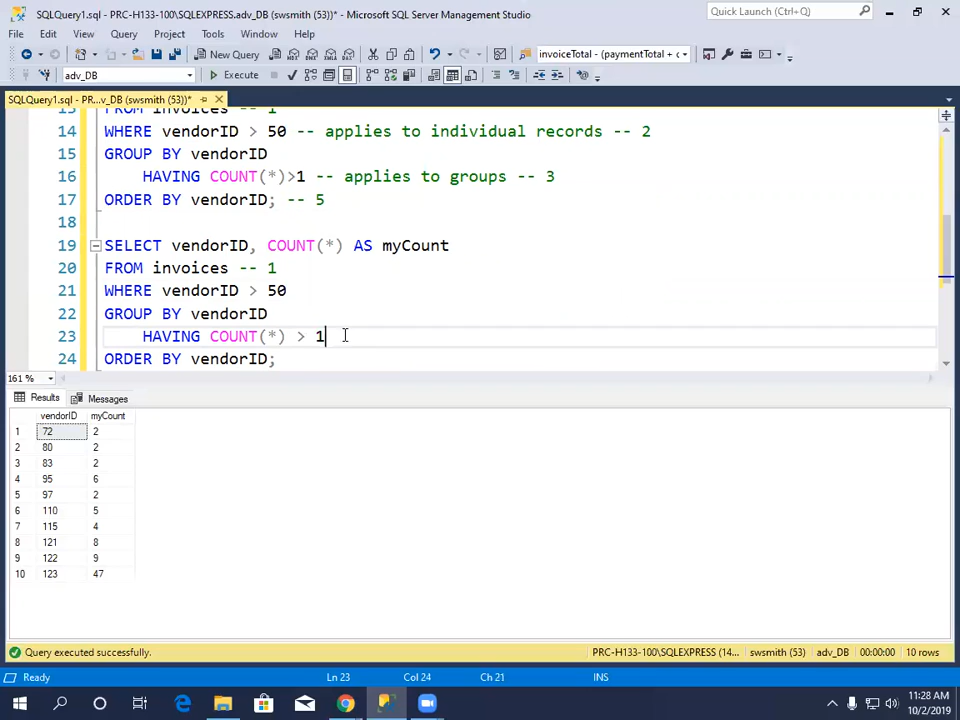 SQLQuery1.sql - PRC-H133-100\SQLEXPRESS.adv_DB (swsmith (53))* - Microsoft SQL Server Management Studio
Quick Launch (Ctrl+Q)
File Edit View Query Project Tools Window Help
New Query
invoiceTotal - (paymentTotal + c
adv_DB
Execute
SQLQuery1.sql - PR...v_DB (swsmith (53))*
FROM invoices -- 1
14 WHERE vendorID > 50 -- applies to individual records -- 2
15 GROUP BY vendorID
16 HAVING COUNT(*)>1 -- applies to groups -- 3
17 ORDER BY vendorID; -- 5
18
19 SELECT vendorID, COUNT(*) AS myCount
20 FROM invoices -- 1
21 WHERE vendorID > 50
22 GROUP BY vendorID
23 HAVING COUNT(*) > 1
24 ORDER BY vendorID;
161 %
Results Messages
vendorID myCount
1 72 2
2 80 2
3 83 2
4 95 6
5 97 2
6 110 5
7 115 4
8 121 8
9 122 9
10 123 47
Query executed successfully.
PRC-H133-100\SQLEXPRESS (14... swsmith (53) adv_DB 00:00:00 10 rows
Ready Ln 23 Col 24 Ch 21 INS
11:28 AM
10/2/2019